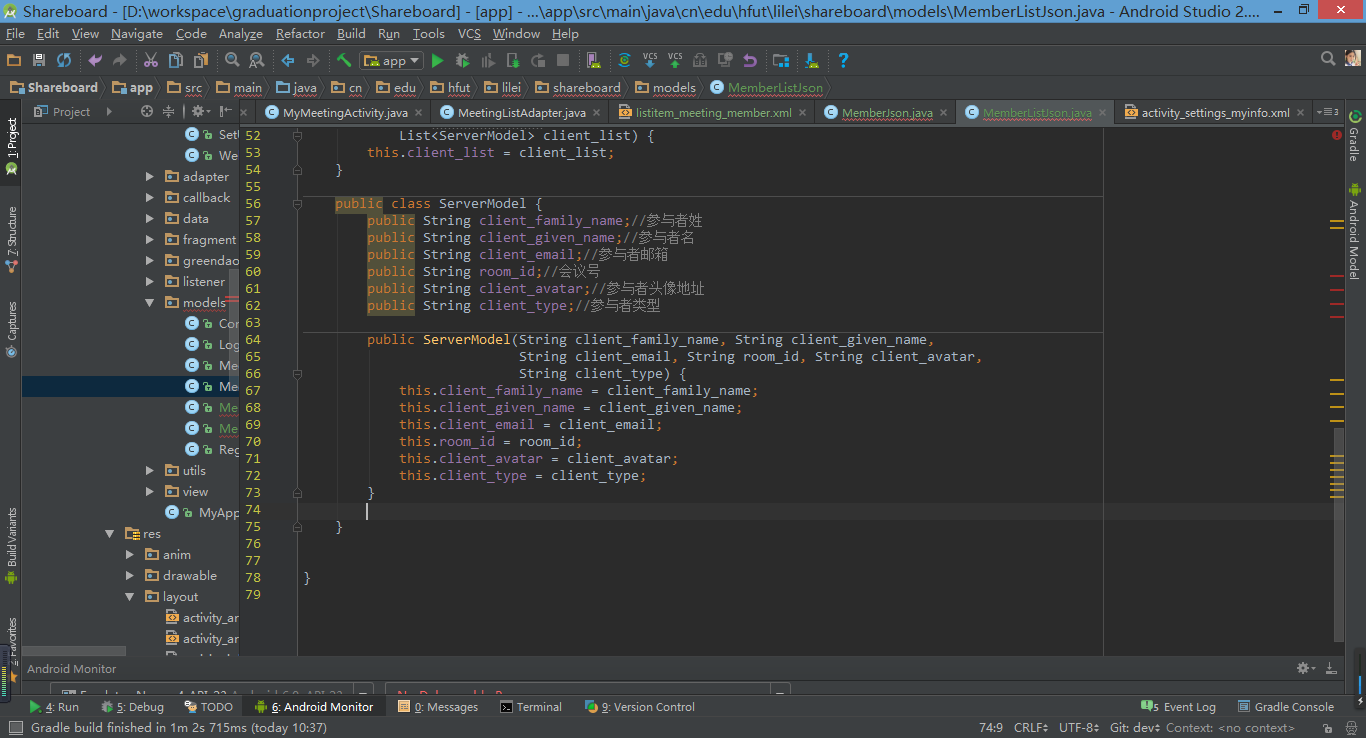 Shareboard - [D:\workspace\graduationproject\Shareboard] - [app] - ...\app\src\main\java\cn\edu\hfut\lilei\shareboard\models\MemberListJson.java - Android Studio 2....
File Edit View Navigate Code Analyze Refactor Build Run Tools VCS Window Help
app
VCS VCS
Shareboard app src main java cn edu hfut lilei shareboard models MemberListJson
Project MyMeetingActivity.java MeetingListAdapter.java listitem_meeting_member.xml MemberJson.java MemberListJson.java activity_settings_myinfo.xml
1: Project
7: Structure
Captures
Build Variants
2: Favorites
Gradle
Android Model
We
adapter
callback
data
fragment
greendao
listener
models
Cor
Log
Me
Me
Me
Me
Reg
utils
view
MyApp
res
anim
drawable
layout
activity_ar
activity_ar
52 List<ServerModel> client_list) {
53 this.client_list = client_list;
54 }
55
56 public class ServerModel {
57 public String client_family_name;//参与者姓
58 public String client_given_name;//参与者名
59 public String client_email;//参与者邮箱
60 public String room_id;//会议号
61 public String client_avatar;//参与者头像地址
62 public String client_type;//参与者类型
63
64 public ServerModel(String client_family_name, String client_given_name,
65 String client_email, String room_id, String client_avatar,
66 String client_type) {
67 this.client_family_name = client_family_name;
68 this.client_given_name = client_given_name;
69 this.client_email = client_email;
70 this.room_id = room_id;
71 this.client_avatar = client_avatar;
72 this.client_type = client_type;
73 }
74
75 }
76
77
78 }
79
Android Monitor
4: Run 5: Debug TODO 6: Android Monitor 0: Messages Terminal 9: Version Control Event Log Gradle Console
Gradle build finished in 1m 2s 715ms (today 10:37) 74:9 CRLF UTF-8 Git: dev Context: <no context>